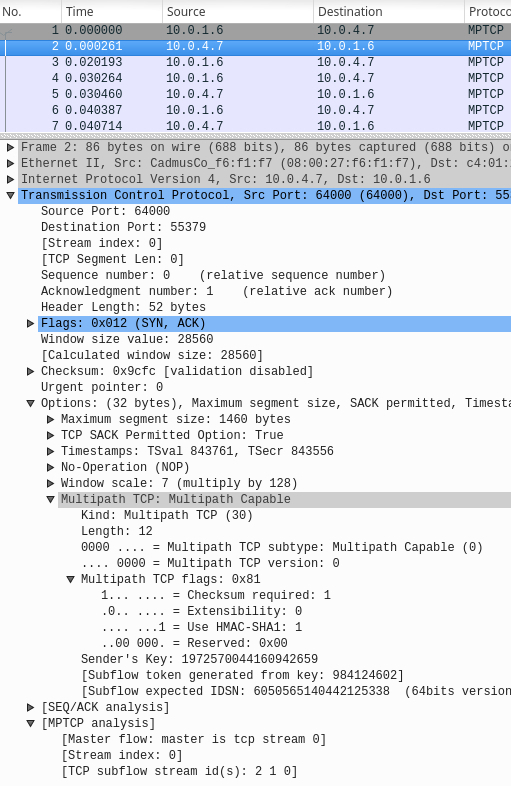 No. Time Source Destination Protoco
1 0.000000 10.0.1.6 10.0.4.7 MPTCP
2 0.000261 10.0.4.7 10.0.1.6 MPTCP
3 0.020193 10.0.1.6 10.0.4.7 MPTCP
4 0.030264 10.0.1.6 10.0.4.7 MPTCP
5 0.030460 10.0.4.7 10.0.1.6 MPTCP
6 0.040387 10.0.1.6 10.0.4.7 MPTCP
7 0.040714 10.0.4.7 10.0.1.6 MPTCP
Frame 2: 86 bytes on wire (688 bits), 86 bytes captured (688 bits) o
Ethernet II, Src: CadmusCo_f6:f1:f7 (08:00:27:f6:f1:f7), Dst: c4:01:
Internet Protocol Version 4, Src: 10.0.4.7, Dst: 10.0.1.6
Transmission Control Protocol, Src Port: 64000 (64000), Dst Port: 55
Source Port: 64000
Destination Port: 55379
[Stream index: 0]
[TCP Segment Len: 0]
Sequence number: 0 (relative sequence number)
Acknowledgment number: 1 (relative ack number)
Header Length: 52 bytes
Flags: 0x012 (SYN, ACK)
Window size value: 28560
[Calculated window size: 28560]
Checksum: 0x9cfc [validation disabled]
Urgent pointer: 0
Options: (32 bytes), Maximum segment size, SACK permitted, Timesta
Maximum segment size: 1460 bytes
TCP SACK Permitted Option: True
Timestamps: TSval 843761, TSecr 843556
No-Operation (NOP)
Window scale: 7 (multiply by 128)
Multipath TCP: Multipath Capable
Kind: Multipath TCP (30)
Length: 12
0000 .... = Multipath TCP subtype: Multipath Capable (0)
.... 0000 = Multipath TCP version: 0
Multipath TCP flags: 0x81
1... .... = Checksum required: 1
.0.. .... = Extensibility: 0
.... ...1 = Use HMAC-SHA1: 1
..00 000. = Reserved: 0x00
Sender's Key: 1972570044160942659
[Subflow token generated from key: 984124602]
[Subflow expected IDSN: 6050565140442125338 (64bits version
[SEQ/ACK analysis]
[MPTCP analysis]
[Master flow: master is tcp stream 0]
[Stream index: 0]
[TCP subflow stream id(s): 2 1 0]